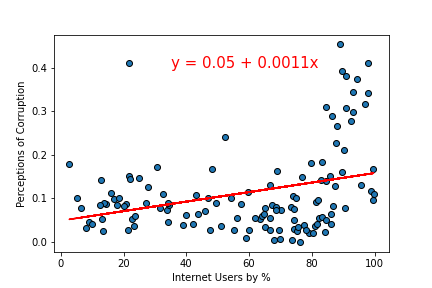 y = 0.05 + 0.0011x
Perceptions of Corruption
0.4
0.3
0.2
0.1
0.0
0 20 40 60 80 100
Internet Users by %